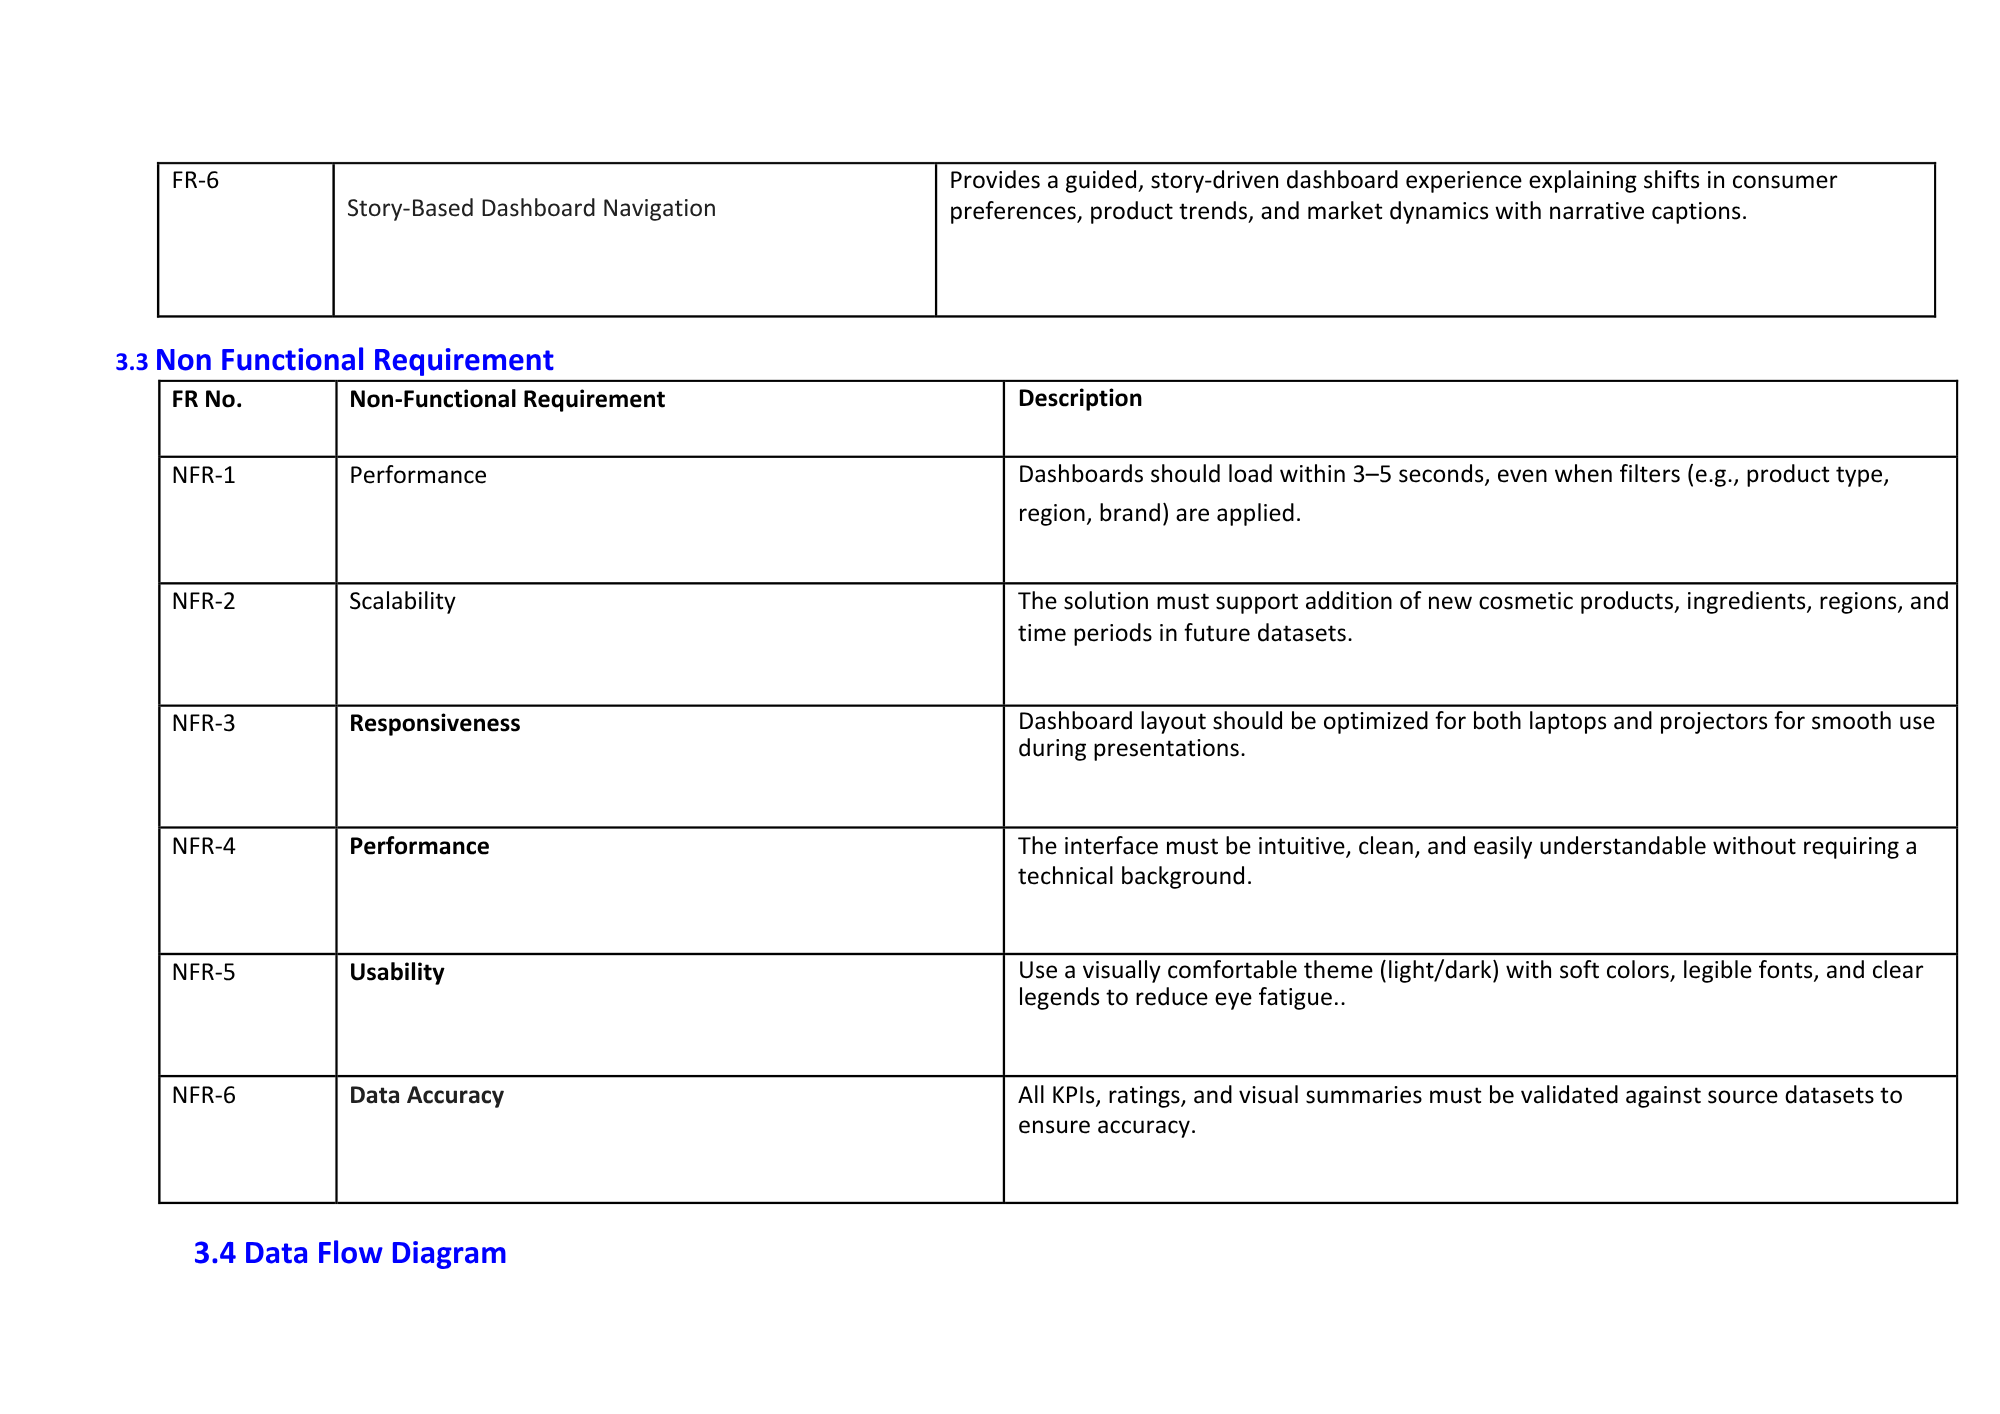 FR-6
Story-Based Dashboard Navigation
Provides a guided, story-driven dashboard experience explaining shifts in consumer
preferences, product trends, and market dynamics with narrative captions.
3.3 Non Functional Requirement
FR No.
Non-Functional Requirement
Description
NFR-1
Performance
Dashboards should load within 3–5 seconds, even when filters (e.g., product type,
region, brand) are applied.
NFR-2
Scalability
The solution must support addition of new cosmetic products, ingredients, regions, and
time periods in future datasets.
NFR-3
Responsiveness
Dashboard layout should be optimized for both laptops and projectors for smooth use
during presentations.
NFR-4
Performance
The interface must be intuitive, clean, and easily understandable without requiring a
technical background.
NFR-5
Usability
Use a visually comfortable theme (light/dark) with soft colors, legible fonts, and clear
legends to reduce eye fatigue..
NFR-6
Data Accuracy
All KPIs, ratings, and visual summaries must be validated against source datasets to
ensure accuracy.
3.4 Data Flow Diagram